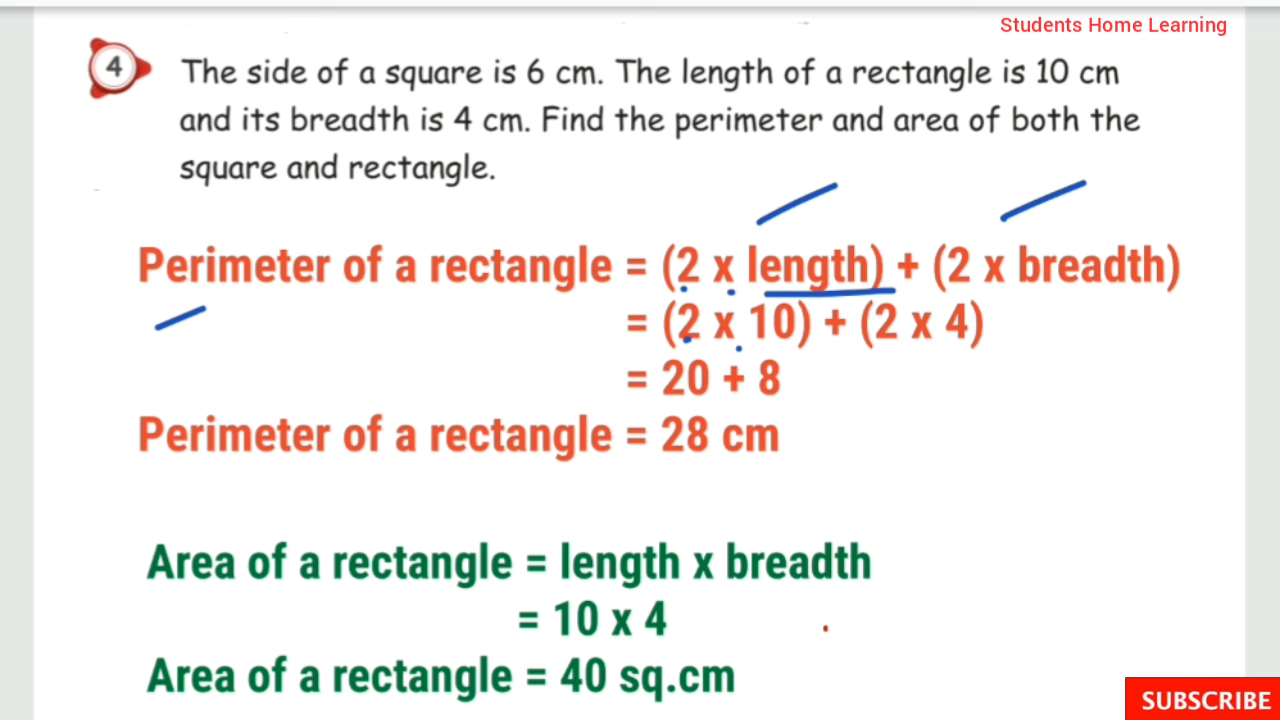 Students Home Learning
4
The side of a square is 6 cm. The length of a rectangle is 10 cm
and its breadth is 4 cm. Find the perimeter and area of both the
square and rectangle.
Perimeter of a rectangle = (2 x length) + (2 x breadth)
= (2 x 10) + (2 x 4)
= 20 + 8
Perimeter of a rectangle = 28 cm
Area of a rectangle = length x breadth
= 10 x 4
Area of a rectangle = 40 sq.cm
SUBSCRIBE